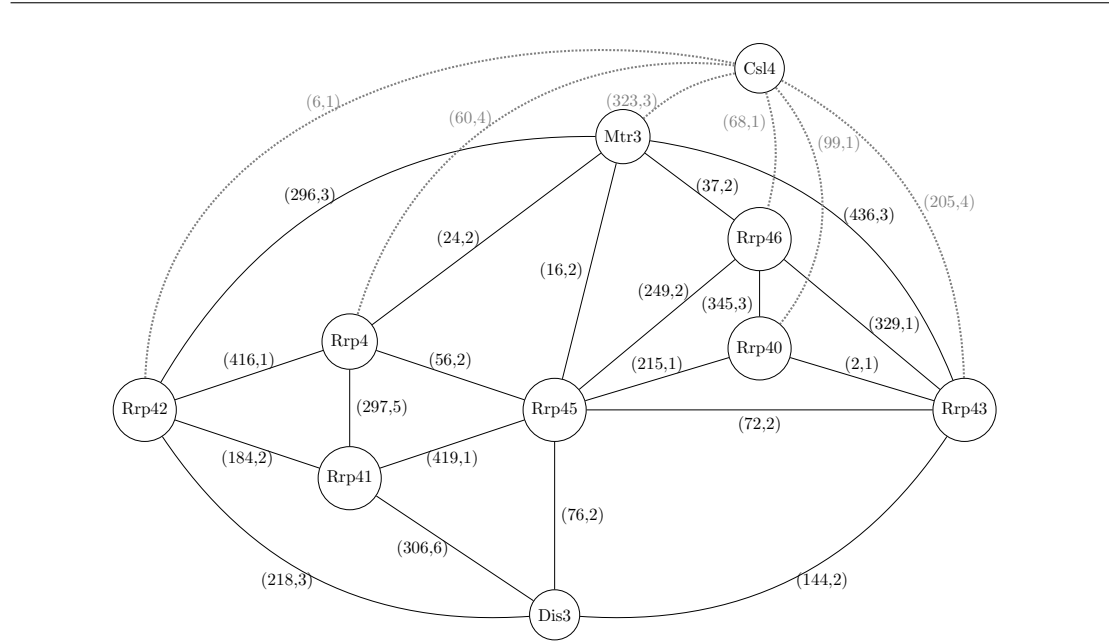 Csl4
(6,1)
(323,3)
(60,4)
(68,1)
Mtr3
(99,1)
(37,2)
(296,3)
(205,4)
(436,3)
(24,2)
Rrp46
(16,2)
(249,2)
(345,3)
(329,1)
Rrp4
Rrp40
(416,1)
(56,2)
(215,1)
(2,1)
Rrp42
(297,5)
Rrp45
Rrp43
(72,2)
(184,2)
(419,1)
Rrp41
(76,2)
(306,6)
(218,3)
(144,2)
Dis3